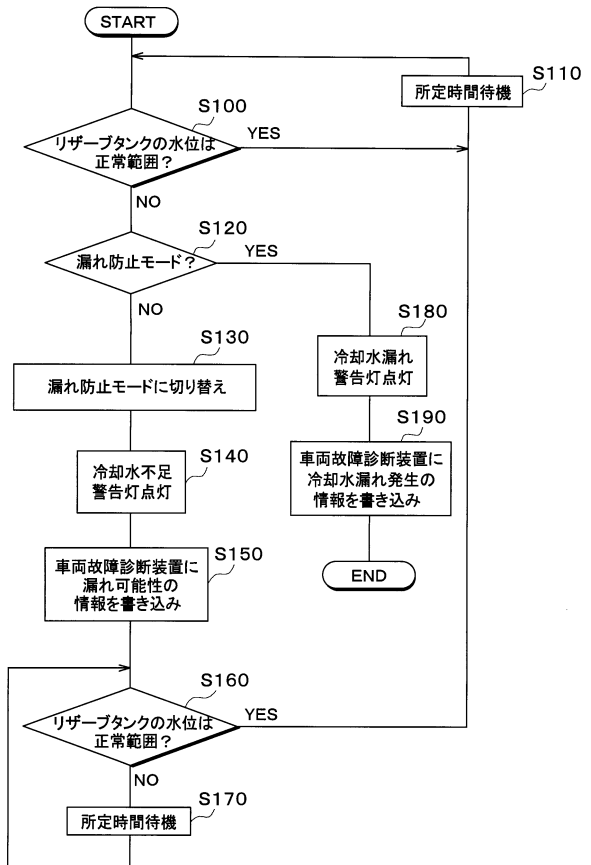 START
S110
所定時間待機
S100
リザーブタンクの水位は
正常範囲?
YES
NO
S120
漏れ防止モード?
YES
NO
S130
漏れ防止モードに切り替え
S180
冷却水漏れ
警告灯点灯
S140
冷却水不足
警告灯点灯
S190
車両故障診断装置に
冷却水漏れ発生の
情報を書き込み
S150
車両故障診断装置に
漏れ可能性の
情報を書き込み
END
S160
リザーブタンクの水位は
正常範囲?
YES
NO
S170
所定時間待機